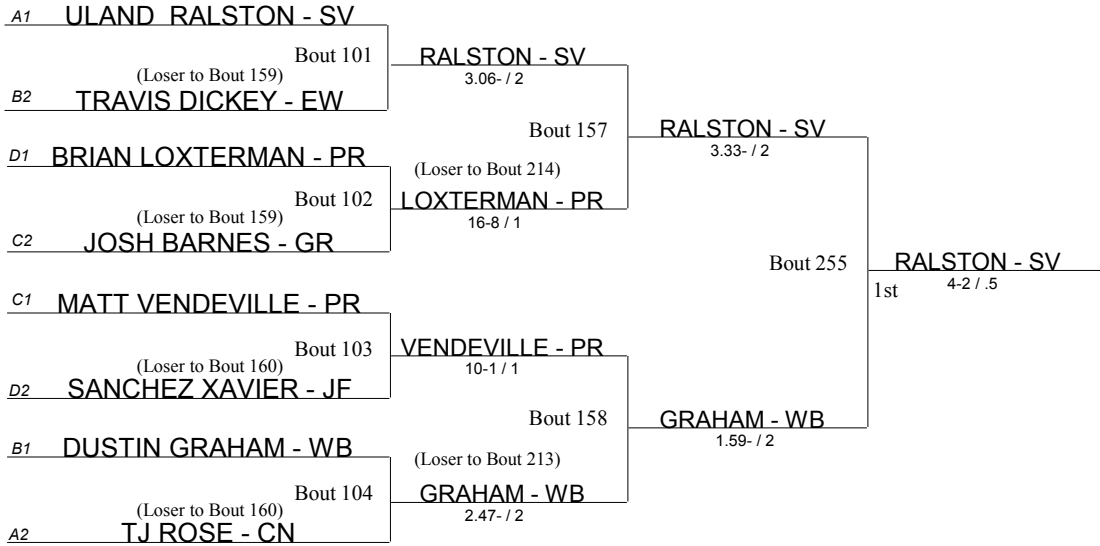 A1 ULAND RALSTON - SV
Bout 101
(Loser to Bout 159)
B2 TRAVIS DICKEY - EW
RALSTON - SV
3.06- / 2
D1 BRIAN LOXTERMAN - PR
Bout 102
(Loser to Bout 159)
C2 JOSH BARNES - GR
Bout 157
(Loser to Bout 214)
LOXTERMAN - PR
16-8 / 1
RALSTON - SV
3.33- / 2
C1 MATT VENDEVILLE - PR
Bout 103
(Loser to Bout 160)
D2 SANCHEZ XAVIER - JF
VENDEVILLE - PR
10-1 / 1
B1 DUSTIN GRAHAM - WB
Bout 104
(Loser to Bout 160)
A2 TJ ROSE - CN
Bout 158
(Loser to Bout 213)
GRAHAM - WB
2.47- / 2
GRAHAM - WB
1.59- / 2
Bout 255
RALSTON - SV
1st 4-2 / .5